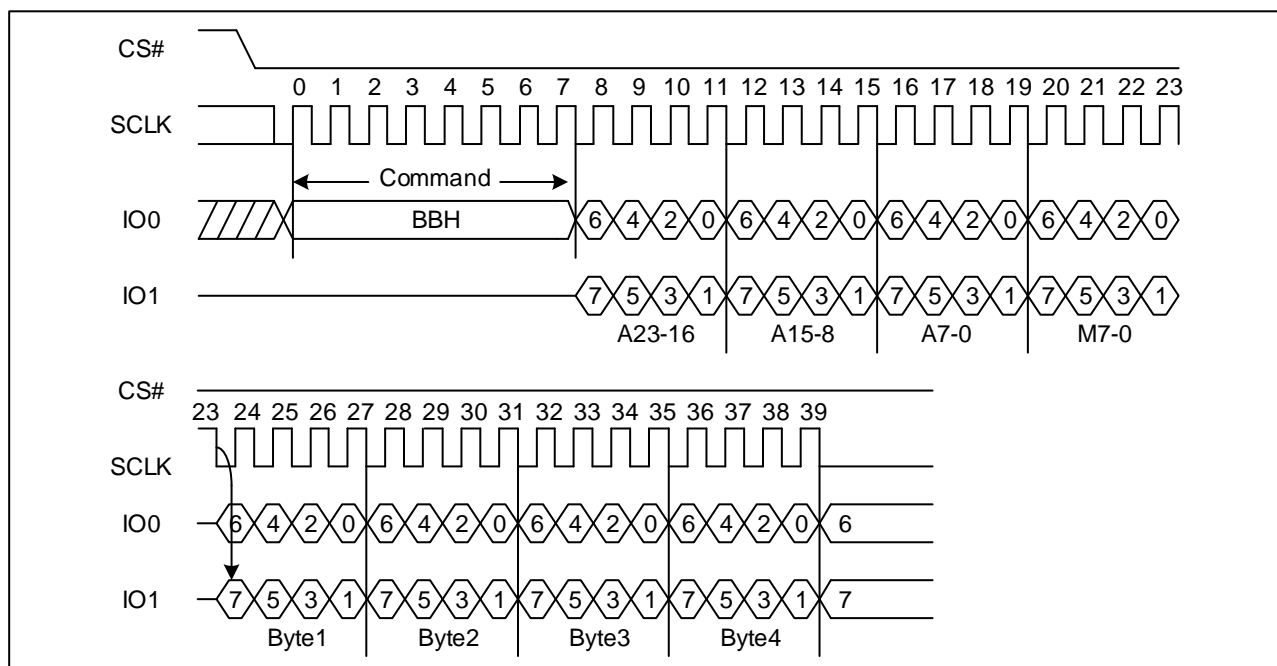 CS#
0 1 2 3 4 5 6 7 8 9 10 11 12 13 14 15 16 17 18 19 20 21 22 23
SCLK
Command
IO0 BBH 6 4 2 0 6 4 2 0 6 4 2 0 6 4 2 0
IO1 7 5 3 1 7 5 3 1 7 5 3 1 7 5 3 1
A23-16 A15-8 A7-0 M7-0
CS#
23 24 25 26 27 28 29 30 31 32 33 34 35 36 37 38 39
SCLK
IO0 6 4 2 0 6 4 2 0 6 4 2 0 6 4 2 0 6
IO1 7 5 3 1 7 5 3 1 7 5 3 1 7 5 3 1 7
Byte1 Byte2 Byte3 Byte4